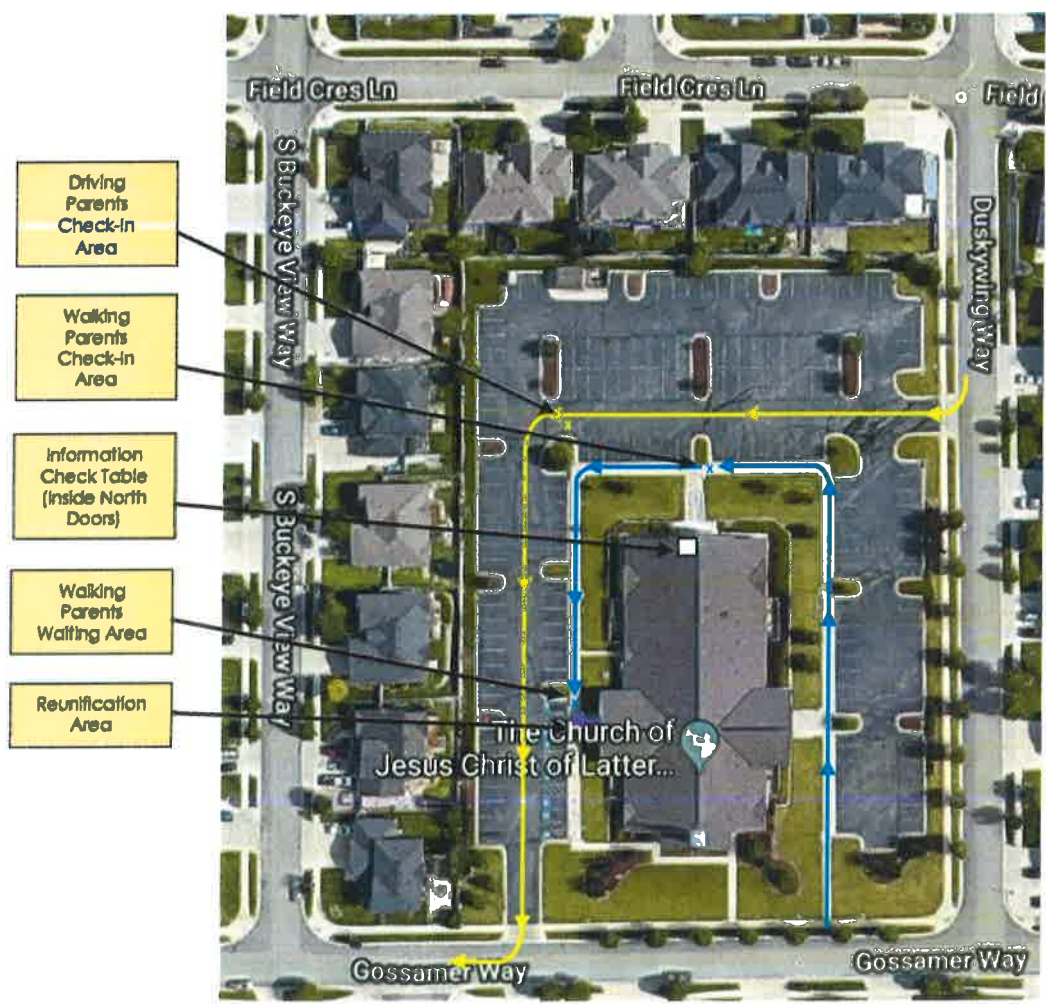 Field Cres Ln
Field Cres Ln
Field
Driving
Parents
Check-in
Area
S Buckeye View Way
Duskywing Way
Walking
Parents
Check-in
Area
Information
Check Table
(Inside North
Doors)
S Buckeye View Way
Walking
Parents
Waiting Area
Reunification
Area
The Church of
Jesus Christ of Latter...
Gossamer Way
Gossamer Way